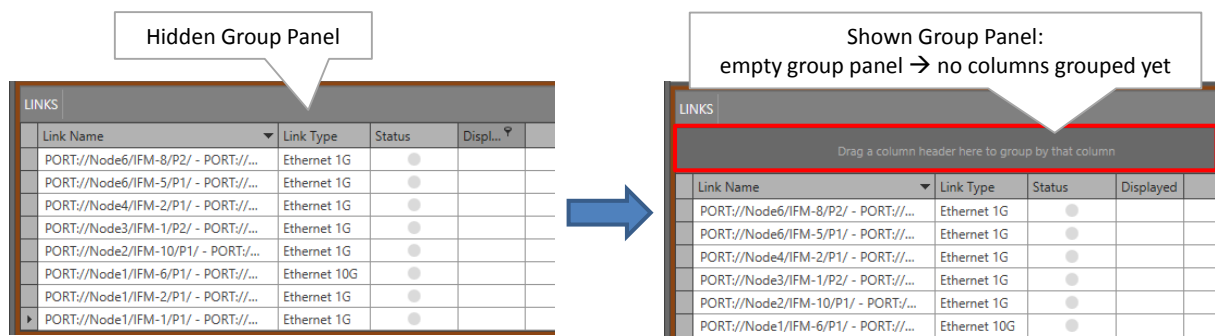 Hidden Group Panel
LINKS
Link Name Link Type Status Displ...
PORT://Node6/IFM-8/P2/ - PORT://... Ethernet 1G
PORT://Node6/IFM-5/P1/ - PORT://... Ethernet 1G
PORT://Node4/IFM-2/P1/ - PORT://... Ethernet 1G
PORT://Node3/IFM-1/P2/ - PORT://... Ethernet 1G
PORT://Node2/IFM-10/P1/ - PORT:/... Ethernet 1G
PORT://Node1/IFM-6/P1/ - PORT://... Ethernet 10G
PORT://Node1/IFM-2/P1/ - PORT://... Ethernet 1G
PORT://Node1/IFM-1/P1/ - PORT://... Ethernet 1G
Shown Group Panel:
empty group panel → no columns grouped yet
LINKS
Drag a column header here to group by that column
Link Name Link Type Status Displayed
PORT://Node6/IFM-8/P2/ - PORT://... Ethernet 1G
PORT://Node6/IFM-5/P1/ - PORT://... Ethernet 1G
PORT://Node4/IFM-2/P1/ - PORT://... Ethernet 1G
PORT://Node3/IFM-1/P2/ - PORT://... Ethernet 1G
PORT://Node2/IFM-10/P1/ - PORT:/... Ethernet 1G
PORT://Node1/IFM-6/P1/ - PORT://... Ethernet 10G